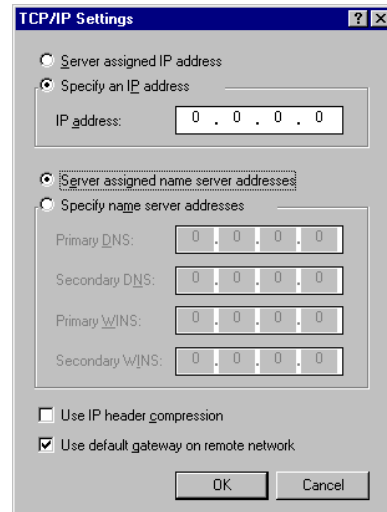 TCP/IP Settings
Server assigned IP address
Specify an IP address
IP address: 0 . 0 . 0 . 0
Server assigned name server addresses
Specify name server addresses
Primary DNS: 0 . 0 . 0 . 0
Secondary DNS: 0 . 0 . 0 . 0
Primary WINS: 0 . 0 . 0 . 0
Secondary WINS: 0 . 0 . 0 . 0
Use IP header compression
Use default gateway on remote network
OK Cancel